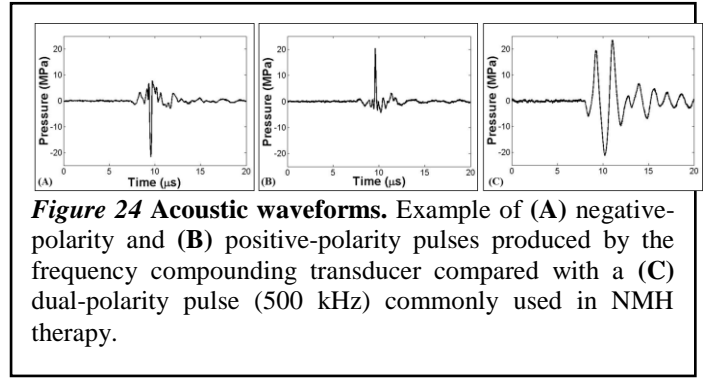 20
10
0
-10
-20
Pressure (MPa)
(A)
0 5 10 15 20
Time (μs)
20
10
0
-10
-20
Pressure (MPa)
(B)
0 5 10 15 20
Time (μs)
20
10
0
-10
-20
Pressure (MPa)
(C)
0 5 10 15 20
Time (μs)
Figure 24 Acoustic waveforms. Example of (A) negative-
polarity and (B) positive-polarity pulses produced by the
frequency compounding transducer compared with a (C)
dual-polarity pulse (500 kHz) commonly used in NMH
therapy.